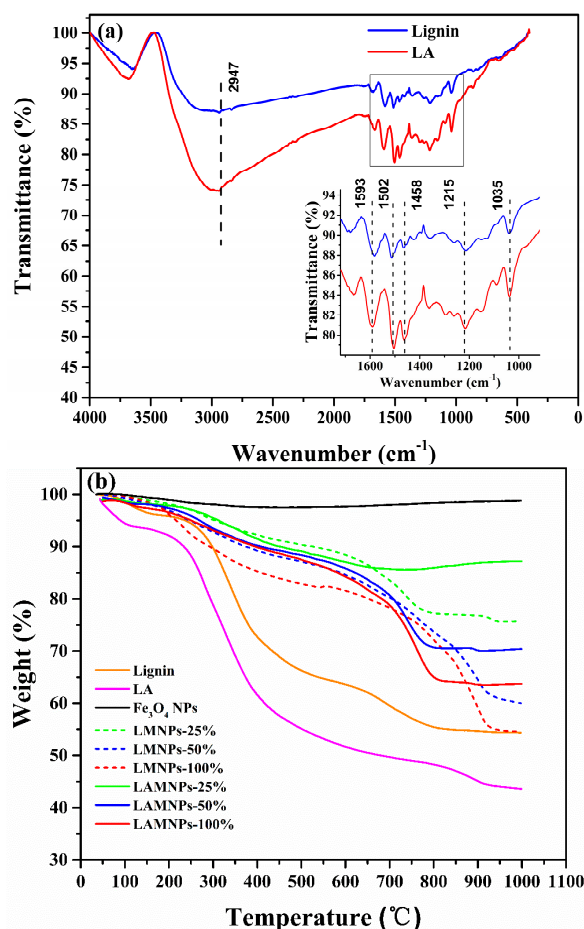 (a)
Lignin
LA
2947
Transmittance (%)
100
95
90
85
80
75
70
65
60
55
50
45
40
4000 3500 3000 2500 2000 1500 1000 500 0
Wavenumber (cm-1)
1593 1502 1458 1215 1035
Transmittance (%)
94
92
90
88
86
84
82
80
1600 1400 1200 1000
Wavenumber (cm-1)
(b)
Weight (%)
100
90
80
70
60
50
40
30
Lignin
LA
Fe3O4 NPs
LMNPs-25%
LMNPs-50%
LMNPs-100%
LAMNPs-25%
LAMNPs-50%
LAMNPs-100%
0 100 200 300 400 500 600 700 800 900 1000 1100
Temperature (℃)